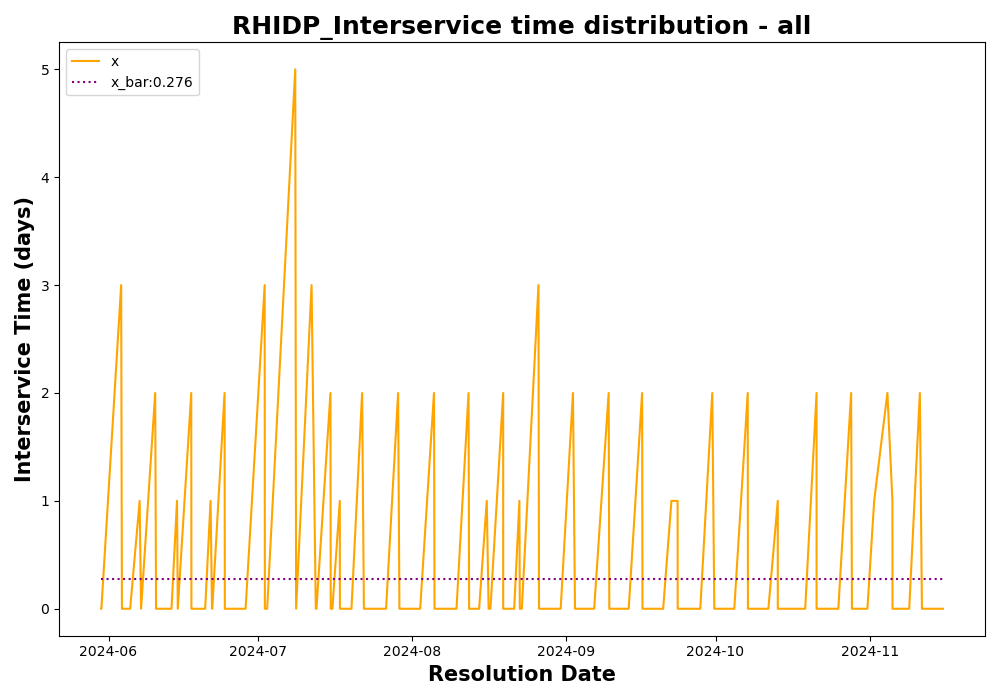 RHIDP_Interservice time distribution - all
x
x_bar:0.276
Interservice Time (days)
5
4
3
2
1
0
2024-06
2024-07
2024-08
2024-09
2024-10
2024-11
Resolution Date